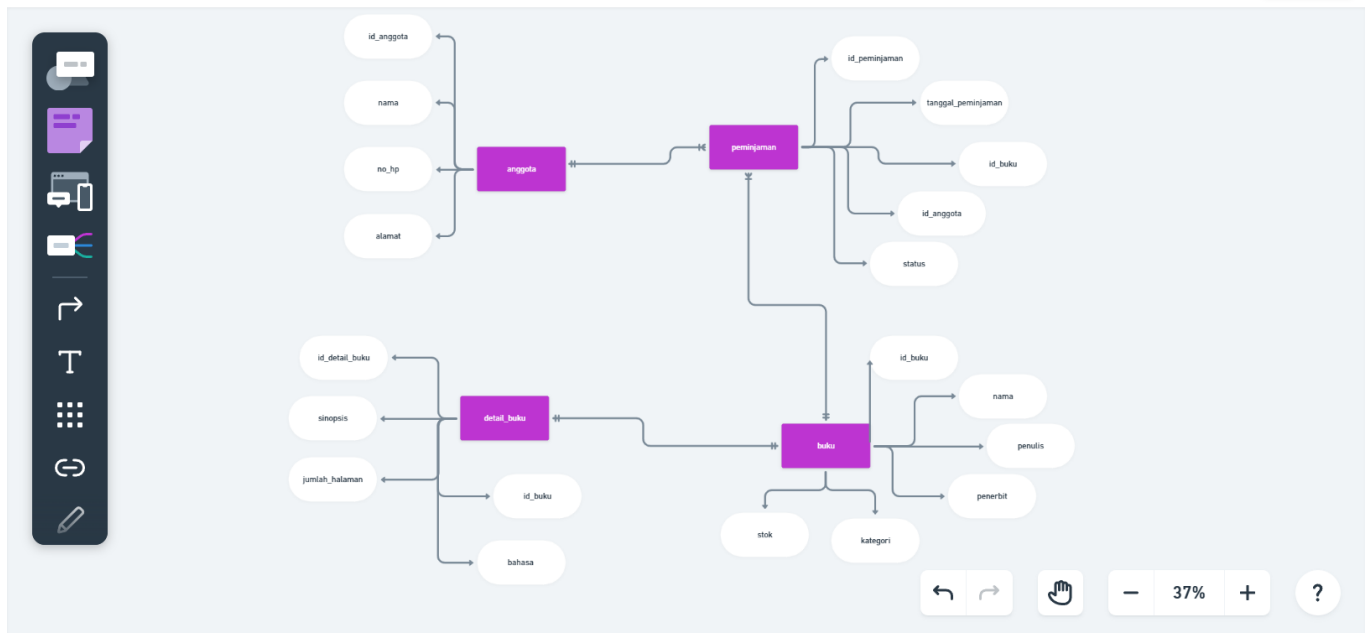 id_anggota
nama
no_hp
alamat
anggota
peminjaman
id_peminjaman
tanggal_peminjaman
id_buku
id_anggota
status
id_detail_buku
sinopsis
jumlah_halaman
detail_buku
id_buku
bahasa
buku
id_buku
nama
penulis
penerbit
stok
kategori
T
37%
?